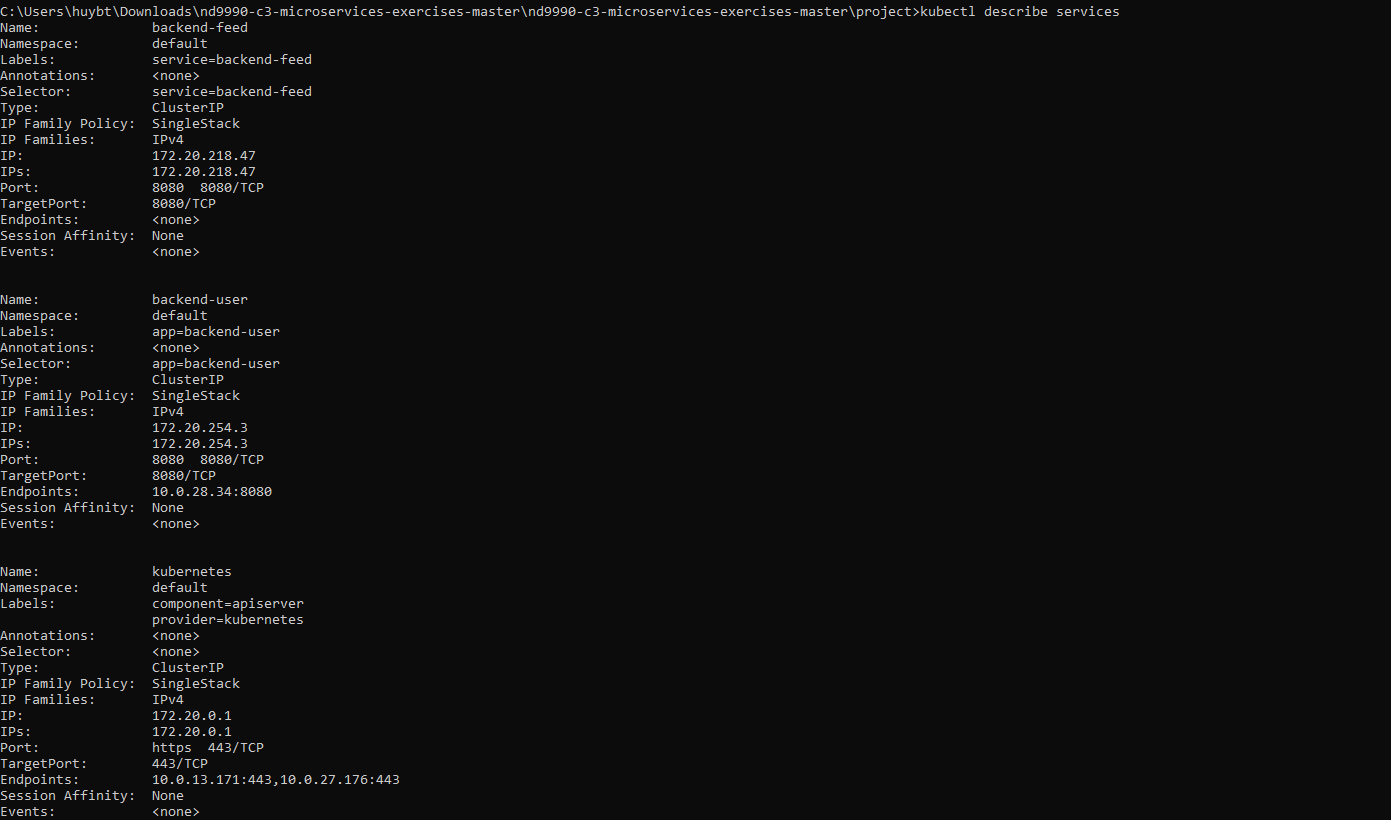 C:\Users\huybt\Downloads\nd9990-c3-microservices-exercises-master\nd9990-c3-microservices-exercises-master\project>kubectl describe services
Name:              backend-feed
Namespace:         default
Labels:            service=backend-feed
Annotations:       <none>
Selector:          service=backend-feed
Type:              ClusterIP
IP Family Policy:  SingleStack
IP Families:       IPv4
IP:                172.20.218.47
IPs:               172.20.218.47
Port:              8080  8080/TCP
TargetPort:        8080/TCP
Endpoints:         <none>
Session Affinity:  None
Events:            <none>
Name:              backend-user
Namespace:         default
Labels:            app=backend-user
Annotations:       <none>
Selector:          app=backend-user
Type:              ClusterIP
IP Family Policy:  SingleStack
IP Families:       IPv4
IP:                172.20.254.3
IPs:               172.20.254.3
Port:              8080  8080/TCP
TargetPort:        8080/TCP
Endpoints:         10.0.28.34:8080
Session Affinity:  None
Events:            <none>
Name:              kubernetes
Namespace:         default
Labels:            component=apiserver
                   provider=kubernetes
Annotations:       <none>
Selector:          <none>
Type:              ClusterIP
IP Family Policy:  SingleStack
IP Families:       IPv4
IP:                172.20.0.1
IPs:               172.20.0.1
Port:              https  443/TCP
TargetPort:        443/TCP
Endpoints:         10.0.13.171:443,10.0.27.176:443
Session Affinity:  None
Events:            <none>